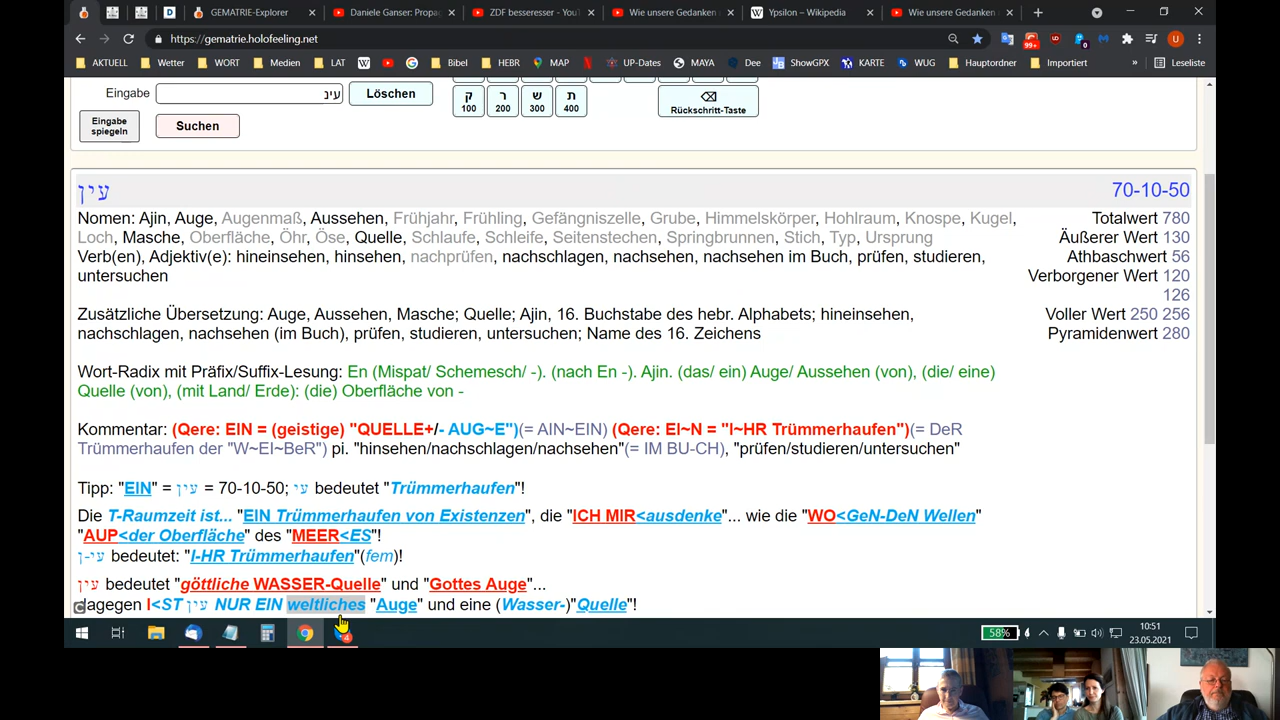 GEMATRIE-Explorer
Daniele Ganser: Propag
ZDF besseresser - YouT
Wie unsere Gedanken
Ypsilon – Wikipedia
Wie unsere Gedanken
https://gematrie.holofeeling.net
AKTUELL Wetter WORT Medien LAT Bibel HEBR MAP UP-Dates MAYA Dee ShowGPX KARTE WUG Hauptordner Importiert » Leseliste
Eingabe עינ Löschen
ק 100 ר 200 ש 300 ת 400
Rückschritt-Taste
Eingabe spiegeln
Suchen
עין 70-10-50
Nomen: Ajin, Auge, Augenmaß, Aussehen, Frühjahr, Frühling, Gefängniszelle, Grube, Himmelskörper, Hohlraum, Knospe, Kugel,
Loch, Masche, Oberfläche, Öhr, Öse, Quelle, Schlaufe, Schleife, Seitenstechen, Springbrunnen, Stich, Typ, Ursprung
Verb(en), Adjektiv(e): hineinsehen, hinsehen, nachprüfen, nachschlagen, nachsehen, nachsehen im Buch, prüfen, studieren,
untersuchen
Totalwert 780
Äußerer Wert 130
Athbaschwert 56
Verborgener Wert 120
126
Voller Wert 250 256
Pyramidenwert 280
Zusätzliche Übersetzung: Auge, Aussehen, Masche; Quelle; Ajin, 16. Buchstabe des hebr. Alphabets; hineinsehen,
nachschlagen, nachsehen (im Buch), prüfen, studieren, untersuchen; Name des 16. Zeichens
Wort-Radix mit Präfix/Suffix-Lesung: En (Mispat/ Schemesch/ -). (nach En -). Ajin. (das/ ein) Auge/ Aussehen (von), (die/ eine)
Quelle (von), (mit Land/ Erde): (die) Oberfläche von -
Kommentar: (Qere: EIN = (geistige) "QUELLE+/- AUG~E")(= AIN~EIN) (Qere: EI~N = "I~HR Trümmerhaufen")(= DeR
Trümmerhaufen der "W~EI~BeR") pi. "hinsehen/nachschlagen/nachsehen"(= IM BU-CH), "prüfen/studieren/untersuchen"
Tipp: "EIN" = עין = 70-10-50; עי bedeutet "Trümmerhaufen"!
Die T-Raumzeit ist... "EIN Trümmerhaufen von Existenzen", die "ICH MIR<ausdenke"... wie die "WO<GeN-DeN Wellen"
"AUP<der Oberfläche" des "MEER<ES"!
עי-ן bedeutet: "I-HR Trümmerhaufen"(fem)!
עין bedeutet "göttliche WASSER-Quelle" und "Gottes Auge"...
dagegen I<ST עין NUR EIN weltliches "Auge" und eine (Wasser-)"Quelle"!
58%
10:51
23.05.2021